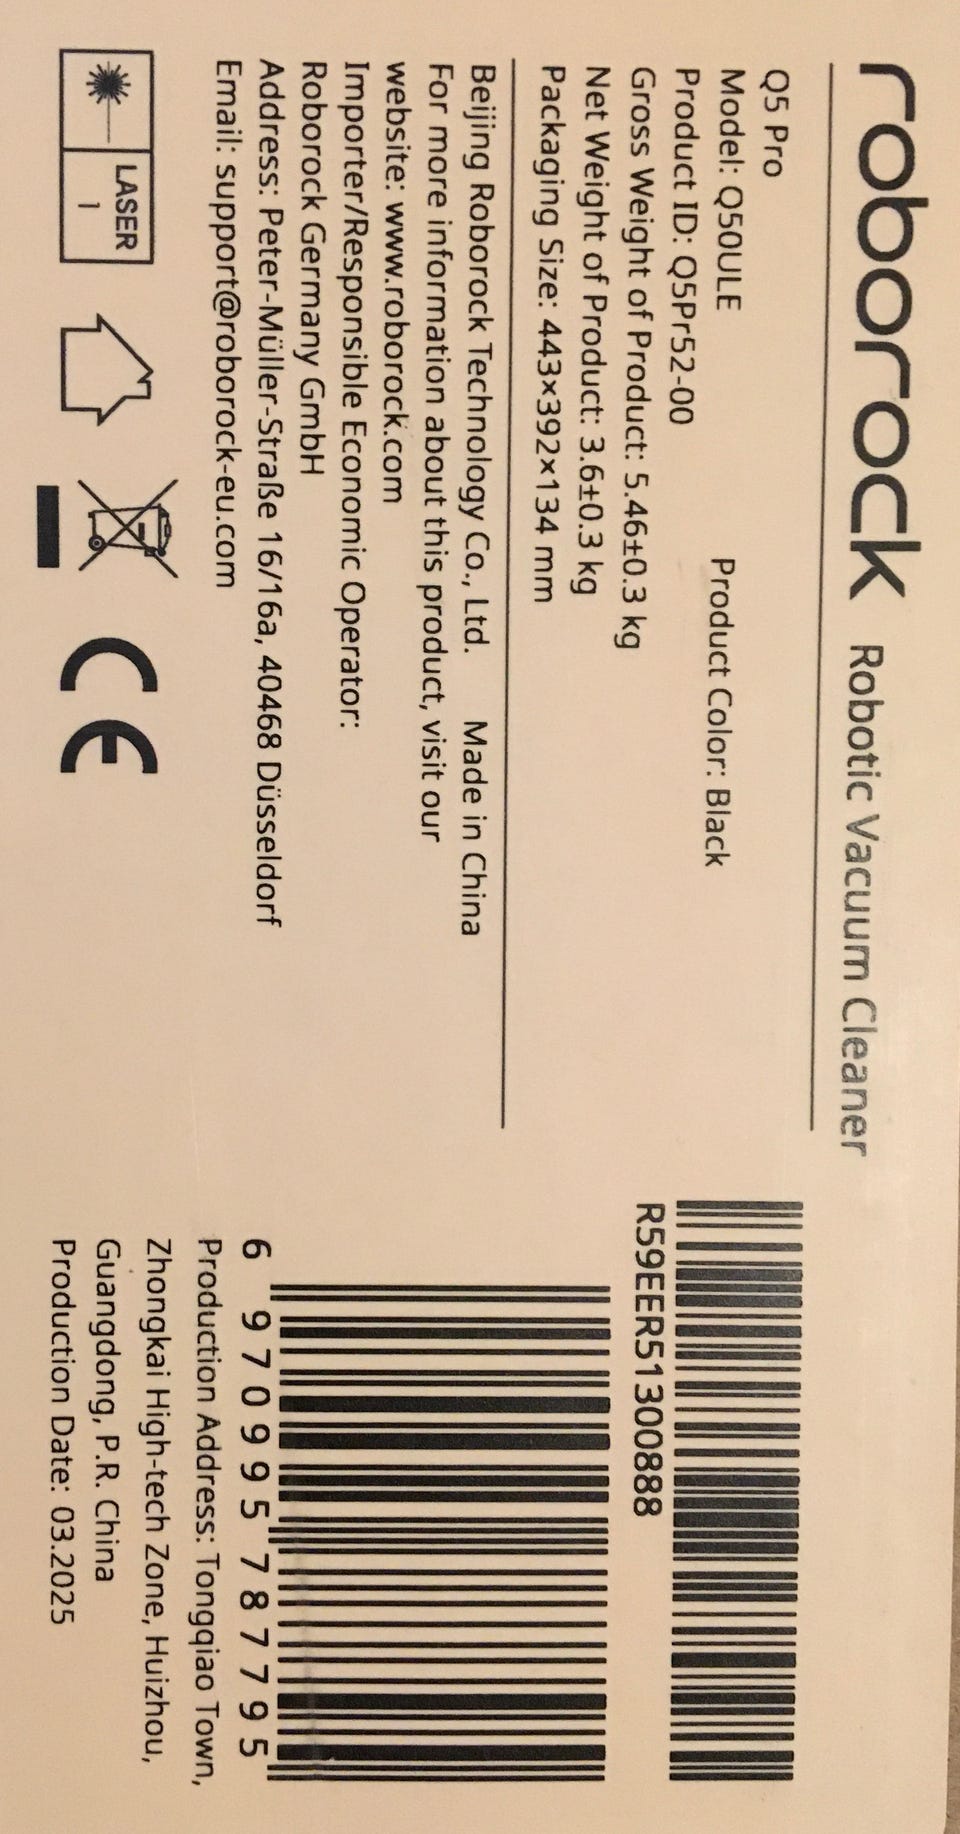 roborock Robotic Vacuum Cleaner
Q5 Pro
Model: Q50ULE Product Color: Black
Product ID: Q5Pr52-00
Gross Weight of Product: 5.46±0.3 kg
Net Weight of Product: 3.6±0.3 kg
Packaging Size: 443×392×134 mm
Beijing Roborock Technology Co., Ltd. Made in China
For more information about this product, visit our
website: www.roborock.com
Importer/Responsible Economic Operator:
Roborock Germany GmbH
Address: Peter-Müller-Straße 16/16a, 40468 Düsseldorf
Email: support@roborock-eu.com
LASER
1
CE
R59EER51300888
6 970995 787795
Production Address: Tongqiao Town,
Zhongkai High-tech Zone, Huizhou,
Guangdong, P.R. China
Production Date: 03.2025